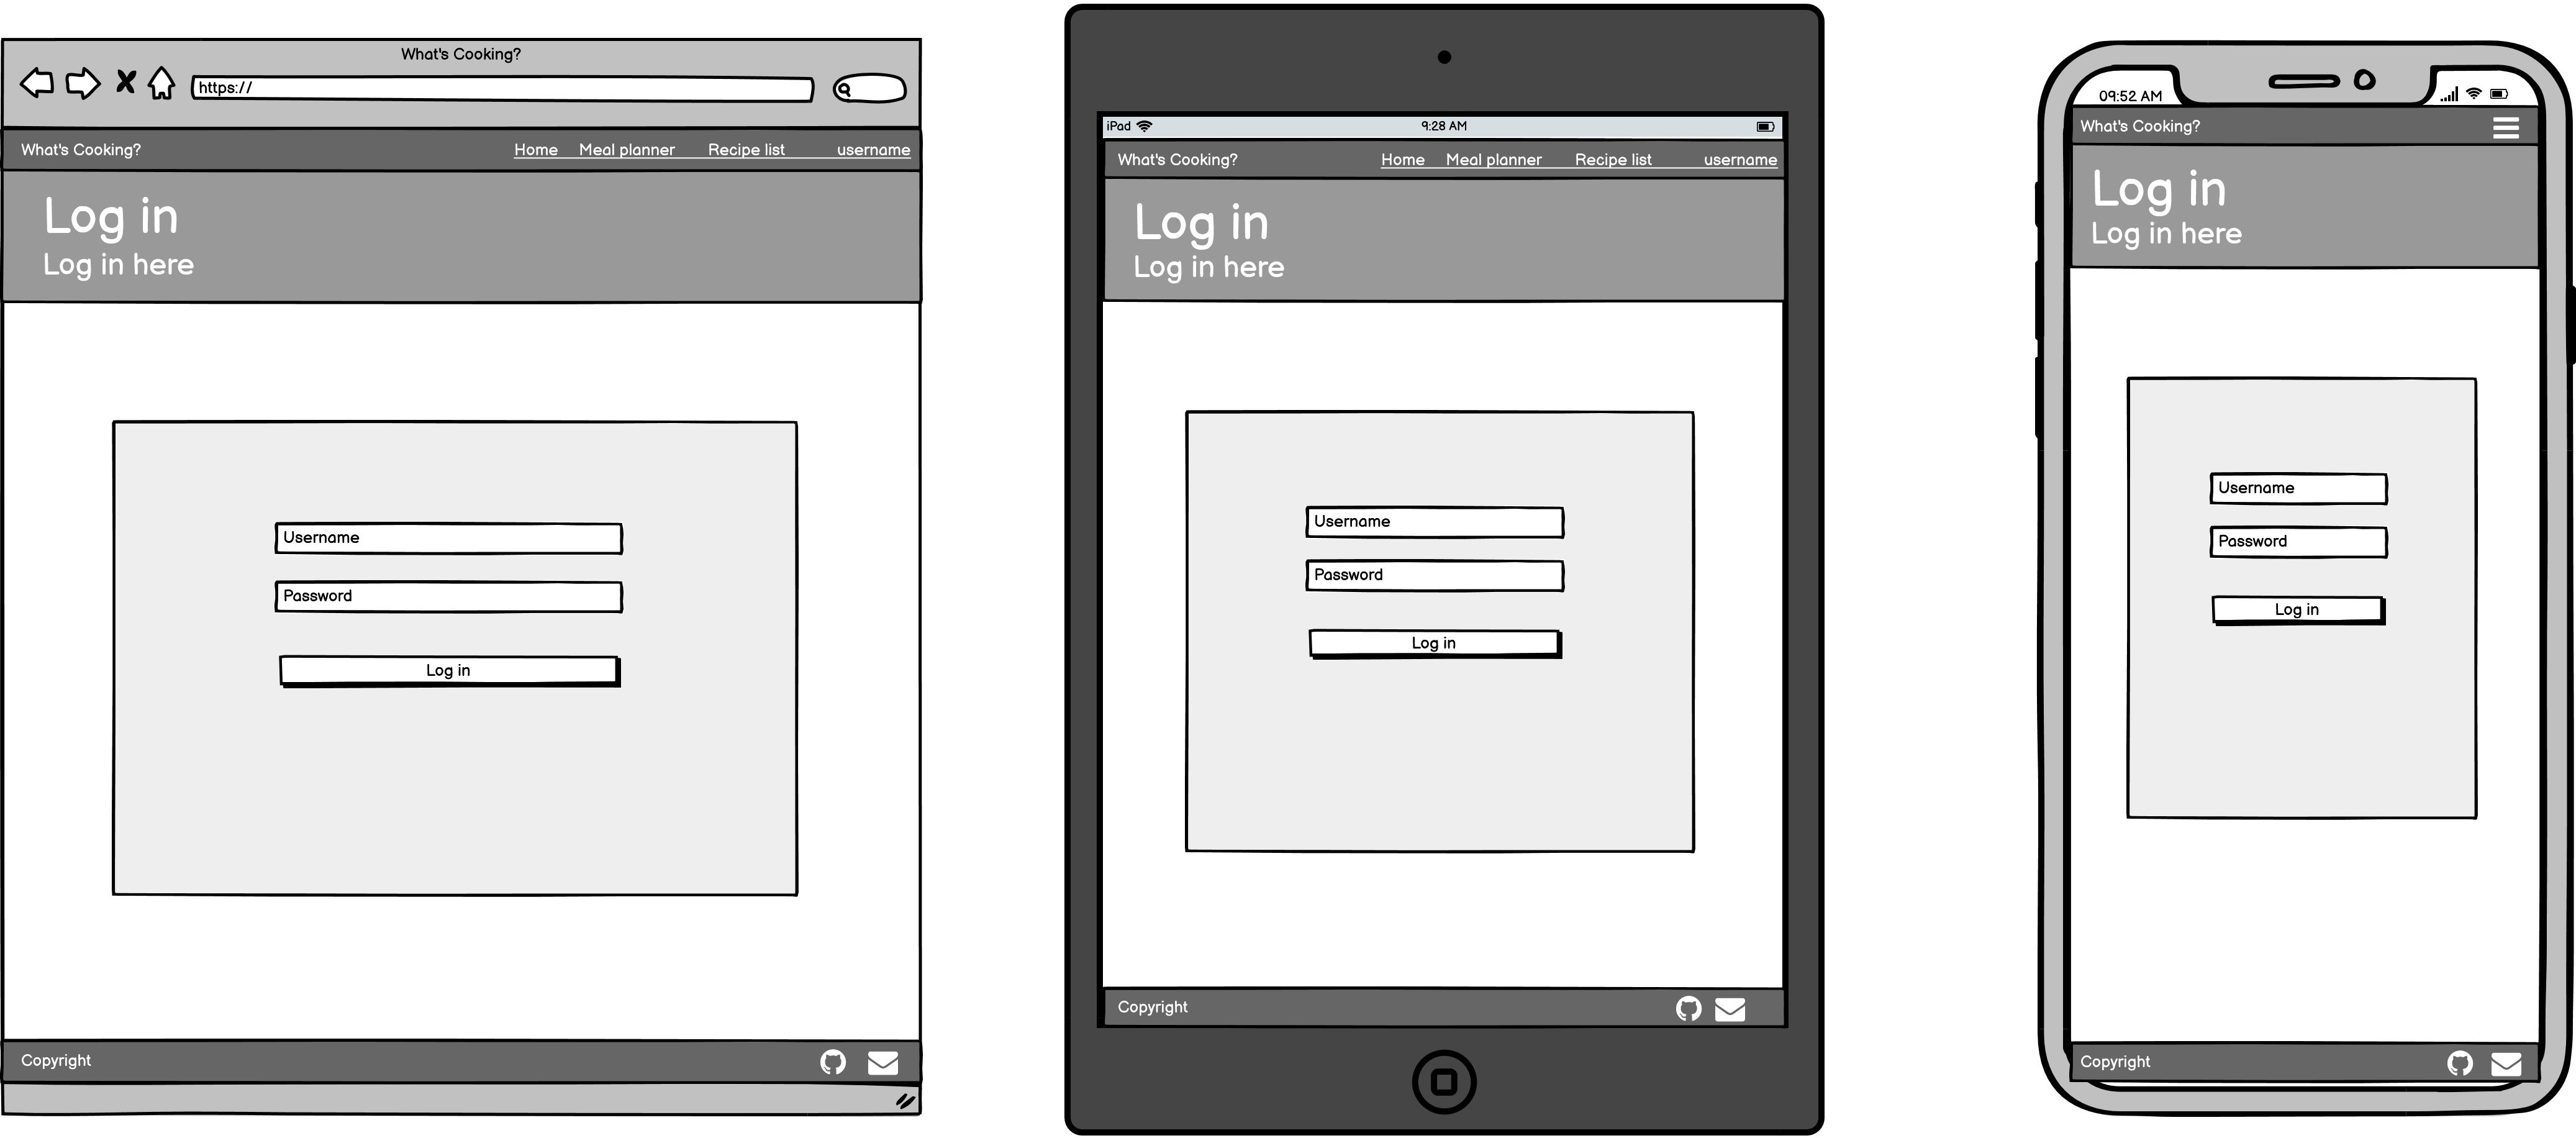 What's Cooking?
https://
What's Cooking? Home Meal planner Recipe list username
Log in
Log in here
Username
Password
Log in
Copyright
iPad 9:28 AM
What's Cooking? Home Meal planner Recipe list username
Log in
Log in here
Username
Password
Log in
Copyright
09:52 AM
What's Cooking?
Log in
Log in here
Username
Password
Log in
Copyright